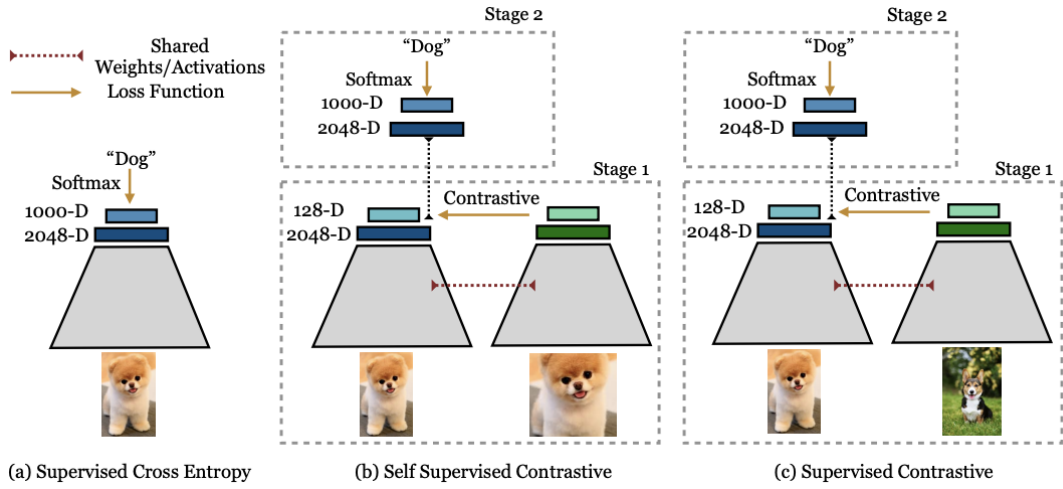 Shared
Weights/Activations
Loss Function
“Dog”
Softmax
1000-D
2048-D
(a) Supervised Cross Entropy
Stage 2
“Dog”
Softmax
1000-D
2048-D
Stage 1
Contrastive
128-D
2048-D
(b) Self Supervised Contrastive
Stage 2
“Dog”
Softmax
1000-D
2048-D
Stage 1
Contrastive
128-D
2048-D
(c) Supervised Contrastive